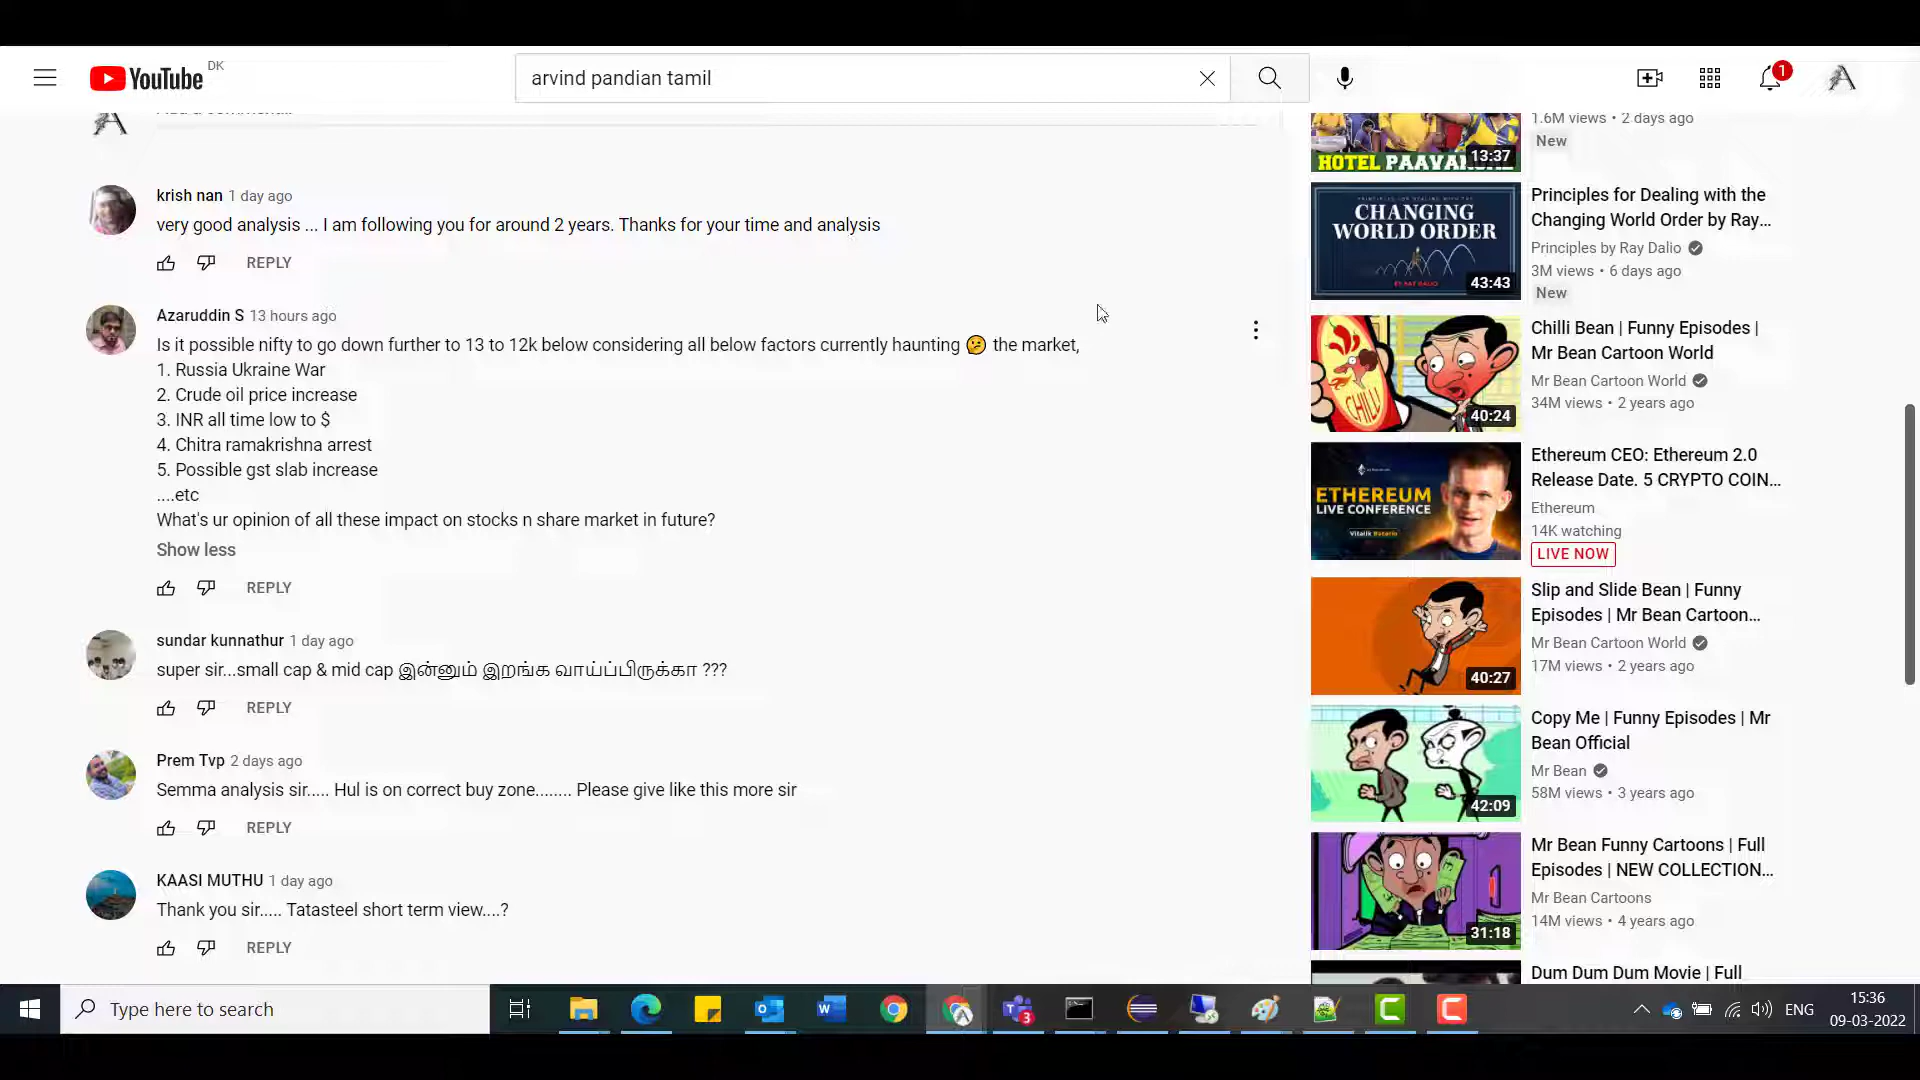 YouTube DK
arvind pandian tamil
1
krish nan 1 day ago
very good analysis ... I am following you for around 2 years. Thanks for your time and analysis
REPLY
Azaruddin S 13 hours ago
Is it possible nifty to go down further to 13 to 12k below considering all below factors currently haunting 🤔 the market,
1. Russia Ukraine War
2. Crude oil price increase
3. INR all time low to $
4. Chitra ramakrishna arrest
5. Possible gst slab increase
....etc
What's ur opinion of all these impact on stocks n share market in future?
Show less
REPLY
sundar kunnathur 1 day ago
super sir...small cap & mid cap இன்னும் இறங்க வாய்ப்பிருக்கா ???
REPLY
Prem Tvp 2 days ago
Semma analysis sir..... Hul is on correct buy zone........ Please give like this more sir
REPLY
KAASI MUTHU 1 day ago
Thank you sir..... Tatasteel short term view....?
REPLY
HOTEL
13:37
1.6M views • 2 days ago
New
CHANGING
WORLD ORDER
43:43
Principles for Dealing with the
Changing World Order by Ray...
Principles by Ray Dalio
3M views • 6 days ago
New
CHILLI
40:24
Chilli Bean | Funny Episodes |
Mr Bean Cartoon World
Mr Bean Cartoon World
34M views • 2 years ago
ETHEREUM
LIVE CONFERENCE
Ethereum CEO: Ethereum 2.0
Release Date. 5 CRYPTO COIN...
Ethereum
14K watching
LIVE NOW
40:27
Slip and Slide Bean | Funny
Episodes | Mr Bean Cartoon...
Mr Bean Cartoon World
17M views • 2 years ago
42:09
Copy Me | Funny Episodes | Mr
Bean Official
Mr Bean
58M views • 3 years ago
31:18
Mr Bean Funny Cartoons | Full
Episodes | NEW COLLECTION...
Mr Bean Cartoons
14M views • 4 years ago
Dum Dum Dum Movie | Full
Type here to search
3
ENG
15:36
09-03-2022